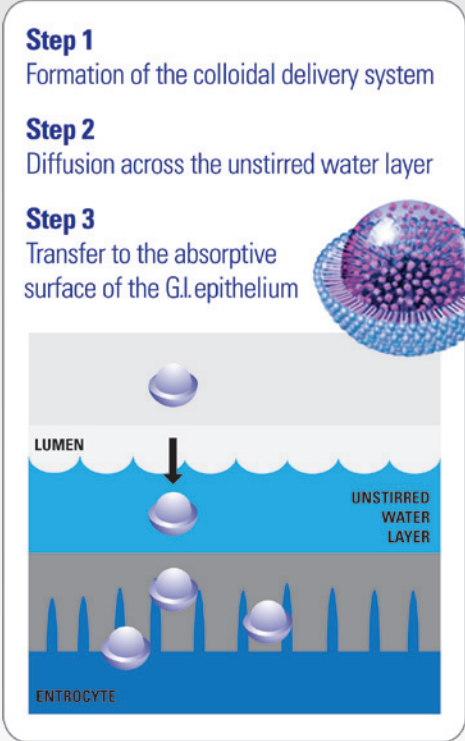 Step 1
Formation of the colloidal delivery system
Step 2
Diffusion across the unstirred water layer
Step 3
Transfer to the absorptive
surface of the G.I. epithelium
LUMEN
UNSTIRRED
WATER
LAYER
ENTROCYTE